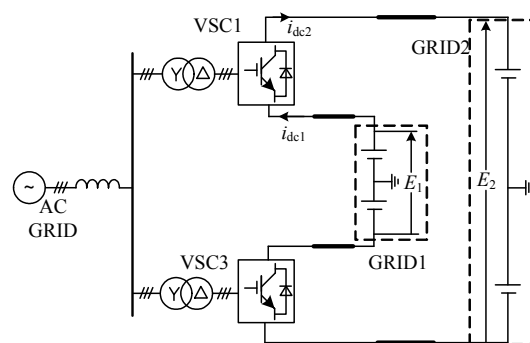 VSC1
i_dc2
GRID2
Y Δ
i_dc1
E_1
E_2
~
AC
GRID
VSC3
GRID1
Y Δ